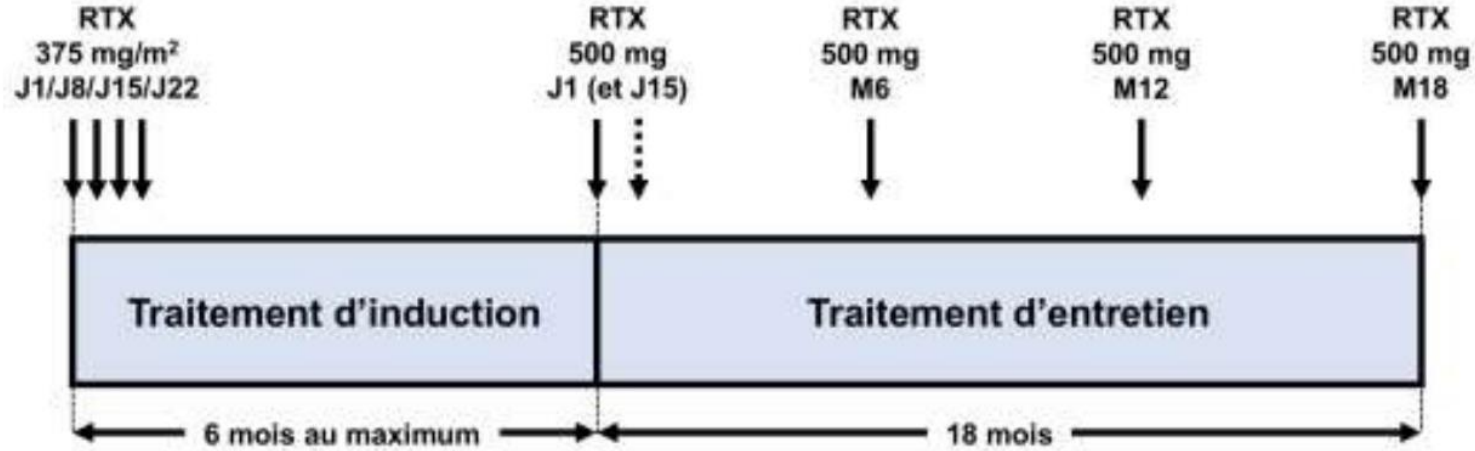 RTX
375 mg/m²
J1/J8/J15/J22
RTX
500 mg
J1 (et J15)
RTX
500 mg
M6
RTX
500 mg
M12
RTX
500 mg
M18
Traitement d'induction
Traitement d'entretien
6 mois au maximum
18 mois